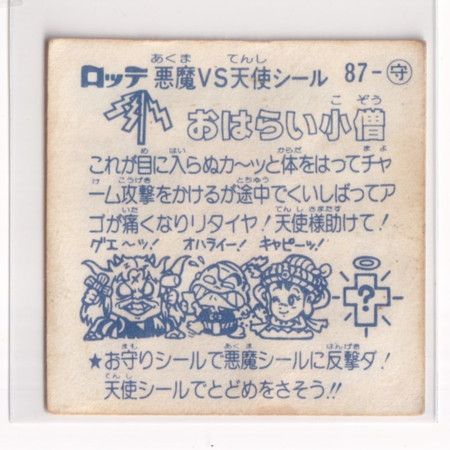 ロッテ 悪魔VS天使シール 87-守
おはらい小僧
これが目に入らぬカ〜ッと体をはってチャ
ーム攻撃をかけるが途中でくいしばってア
ゴが痛くなりリタイヤ!天使様助けて!
グエ〜ッ! オハライー! キャピーッ!
?
★お守りシールで悪魔シールに反撃ダ!
天使シールでとどめをさそう!!